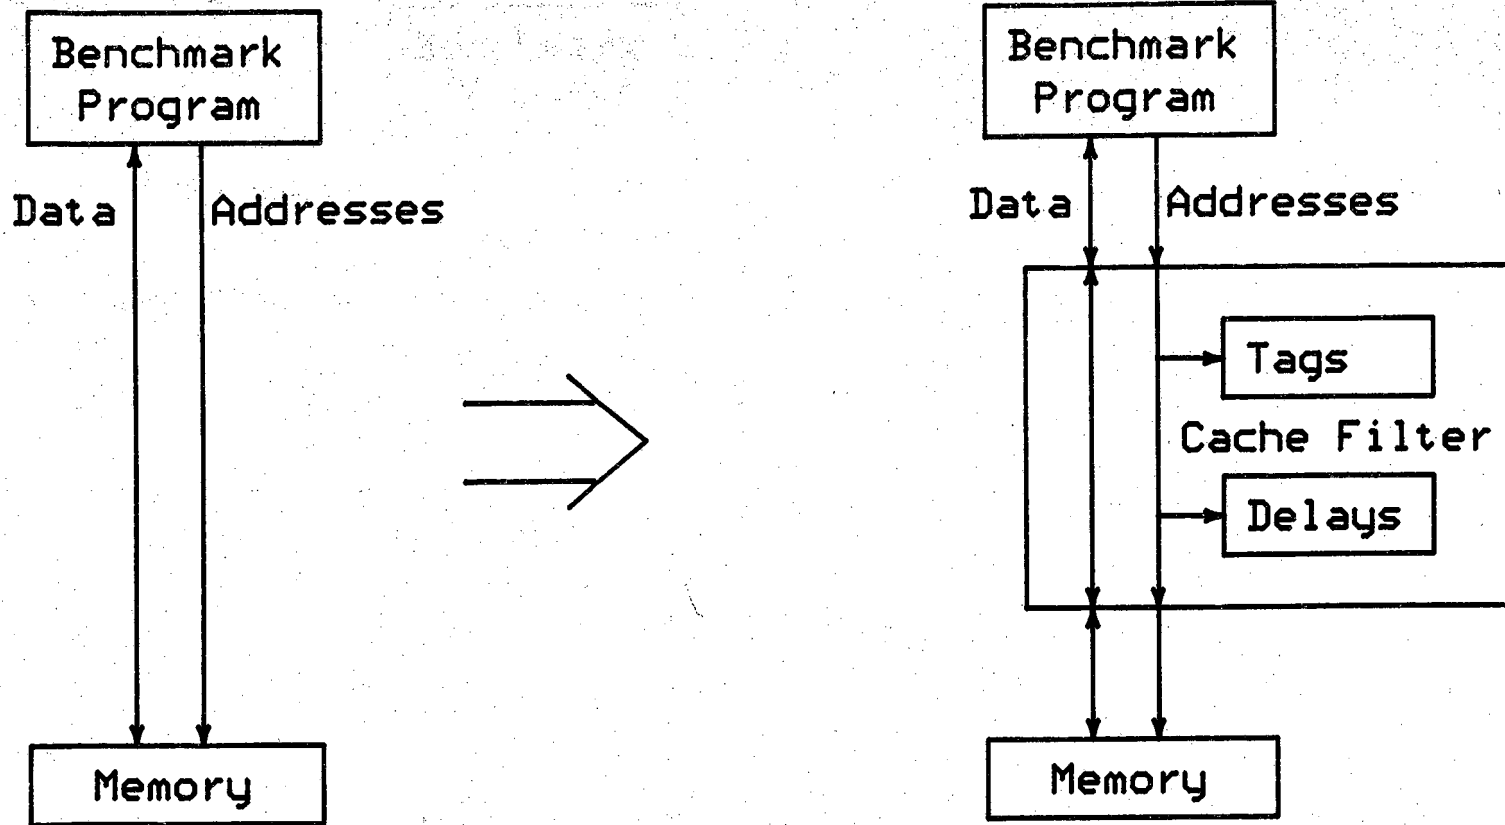 Benchmark
Program
Data
Addresses
Memory
Benchmark
Program
Data
Addresses
Tags
Cache Filter
Delays
Memory